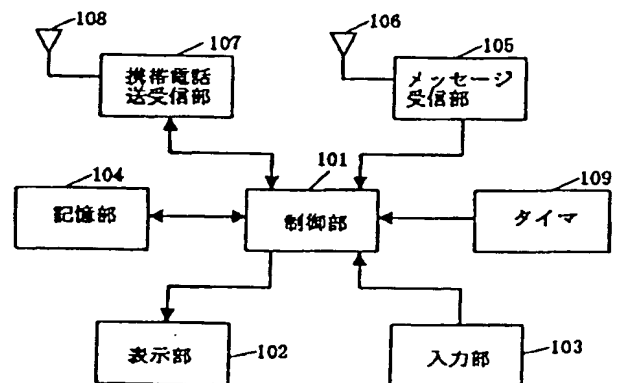 108
107
携帯電話
送受信部
106
105
メッセージ
受信部
101
制御部
104
記憶部
109
タイマ
表示部
102
入力部
103